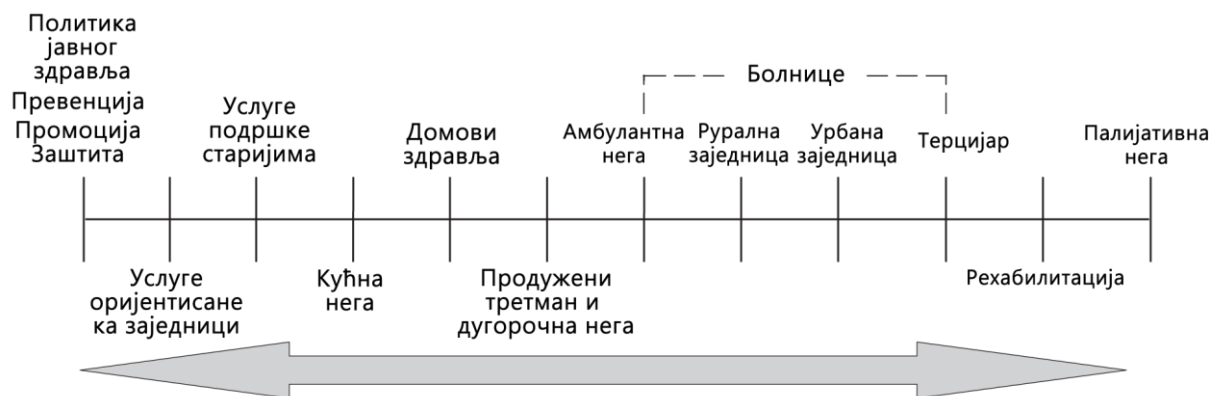 Политика
јавног
здравља
Превенција
Промоција
Заштита
Услуге
подршке
старијима
Домови
здравља
Болнице
Амбулантна
нега
Рурална
заједница
Урбана
заједница
Терцијар
Палијативна
нега
Услуге
оријентисане
ка заједници
Кућна
нега
Продужени
третман и
дугорочна нега
Рехабилитација